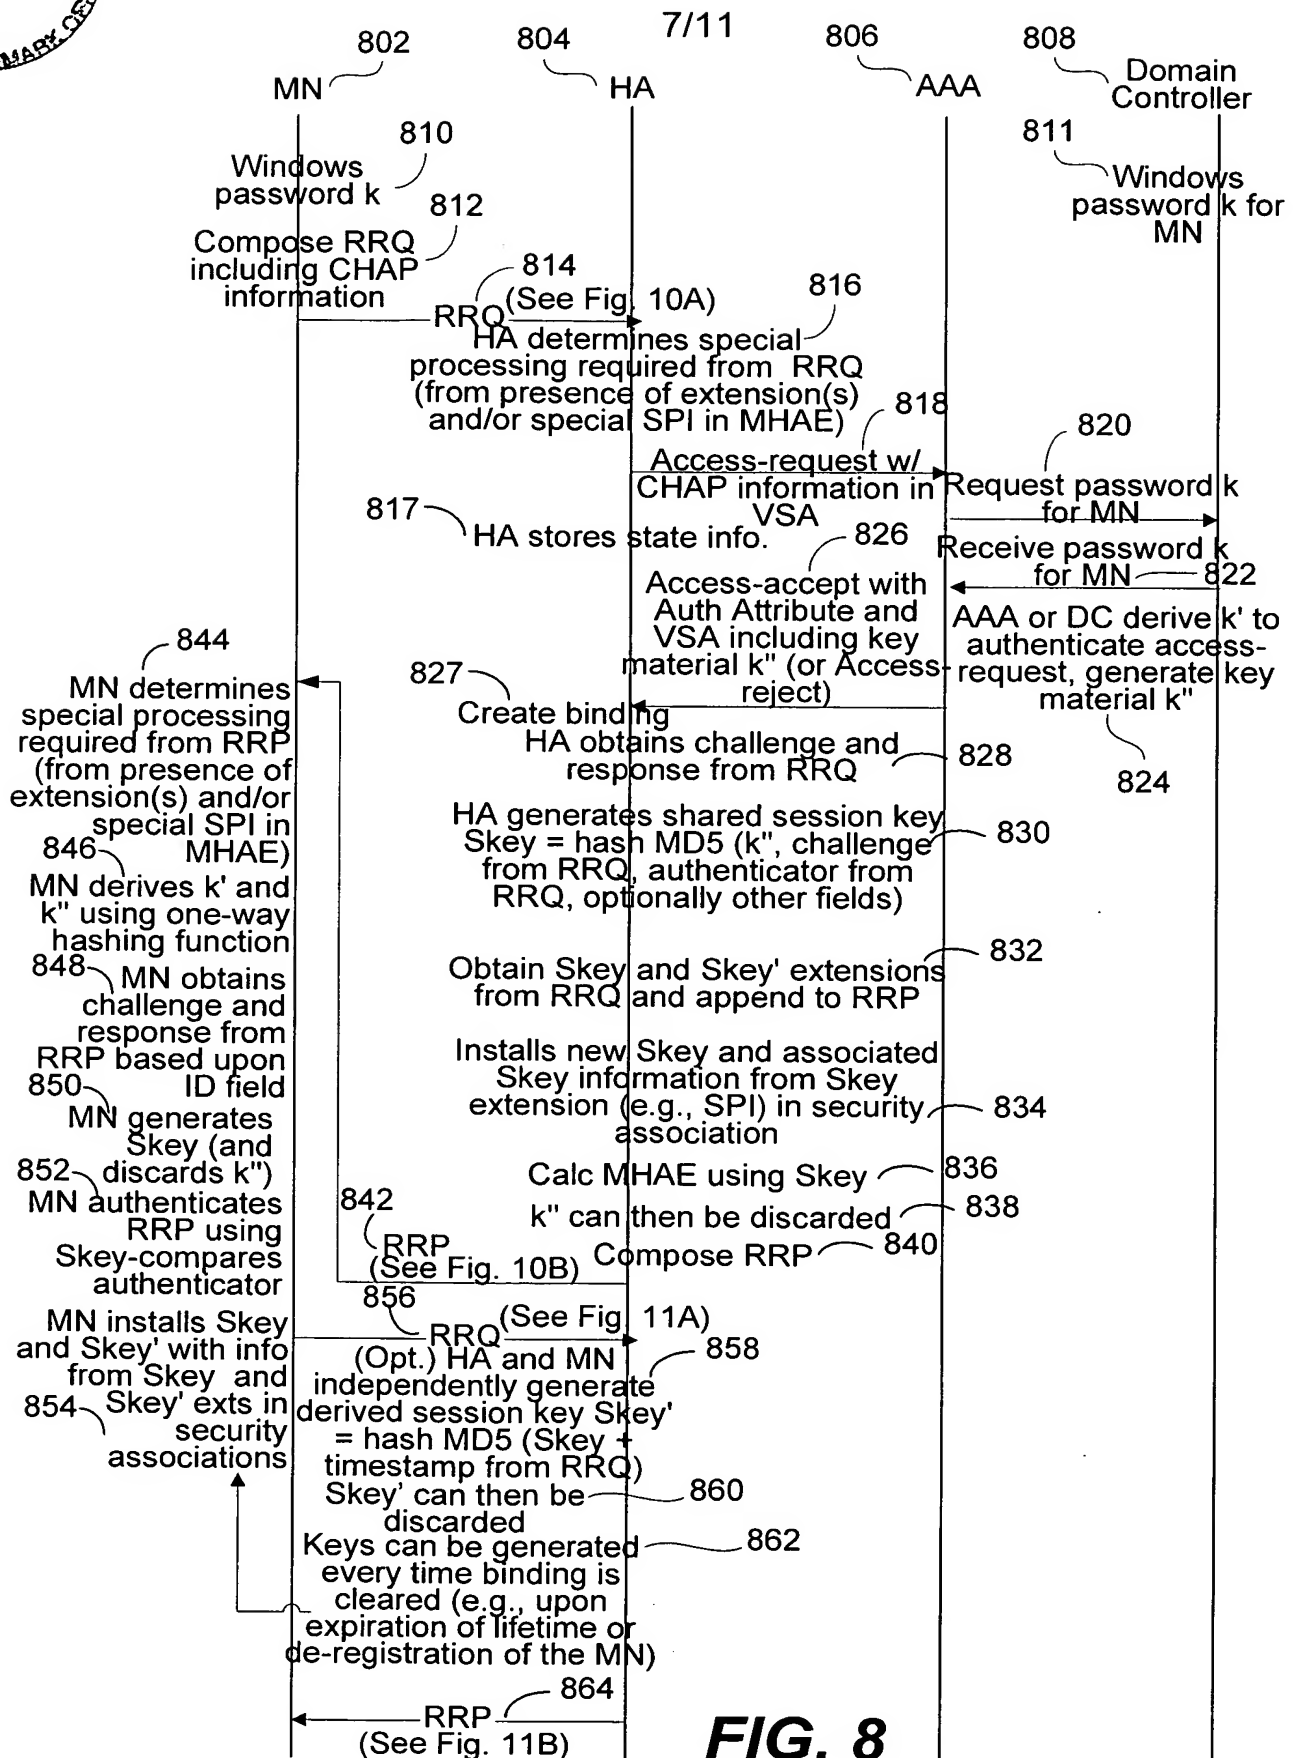 MARK OF
7/11
802
804
806
808
MN
HA
AAA
Domain
Controller
810
811
Windows
password k
Windows
password k for
MN
812
Compose RRQ
including CHAP
information
814
RRQ (See Fig. 10A)
816
HA determines special
processing required from RRQ
(from presence of extension(s)
and/or special SPI in MHAE)
818
820
Access-request w/
CHAP information in
VSA
Request password k
for MN
817
HA stores state info.
826
Receive password k
for MN 822
Access-accept with
Auth Attribute and
VSA including key
material k" (or Access-
reject)
AAA or DC derive k' to
authenticate access-
request, generate key
material k"
824
827
Create binding
HA obtains challenge and
response from RRQ
828
HA generates shared session key
Skey = hash MD5 (k", challenge
from RRQ, authenticator from
RRQ, optionally other fields)
830
832
Obtain Skey and Skey' extensions
from RRQ and append to RRP
Installs new Skey and associated
Skey information from Skey
extension (e.g., SPI) in security
association
834
Calc MHAE using Skey 836
k" can then be discarded 838
Compose RRP 840
842
RRP
(See Fig. 10B)
844
MN determines
special processing
required from RRP
(from presence of
extension(s) and/or
special SPI in
MHAE)
846
MN derives k' and
k" using one-way
hashing function
848
MN obtains
challenge and
response from
RRP based upon
ID field
850
MN generates
Skey (and
discards k")
852
MN authenticates
RRP using
Skey-compares
authenticator
MN installs Skey
and Skey' with info
from Skey and
Skey' exts in
security
associations
854
856
RRQ (See Fig. 11A)
858
(Opt.) HA and MN
independently generate
derived session key Skey'
= hash MD5 (Skey +
timestamp from RRQ)
Skey' can then be
discarded
860
Keys can be generated
every time binding is
cleared (e.g., upon
expiration of lifetime or
de-registration of the MN)
862
864
RRP
(See Fig. 11B)
FIG. 8